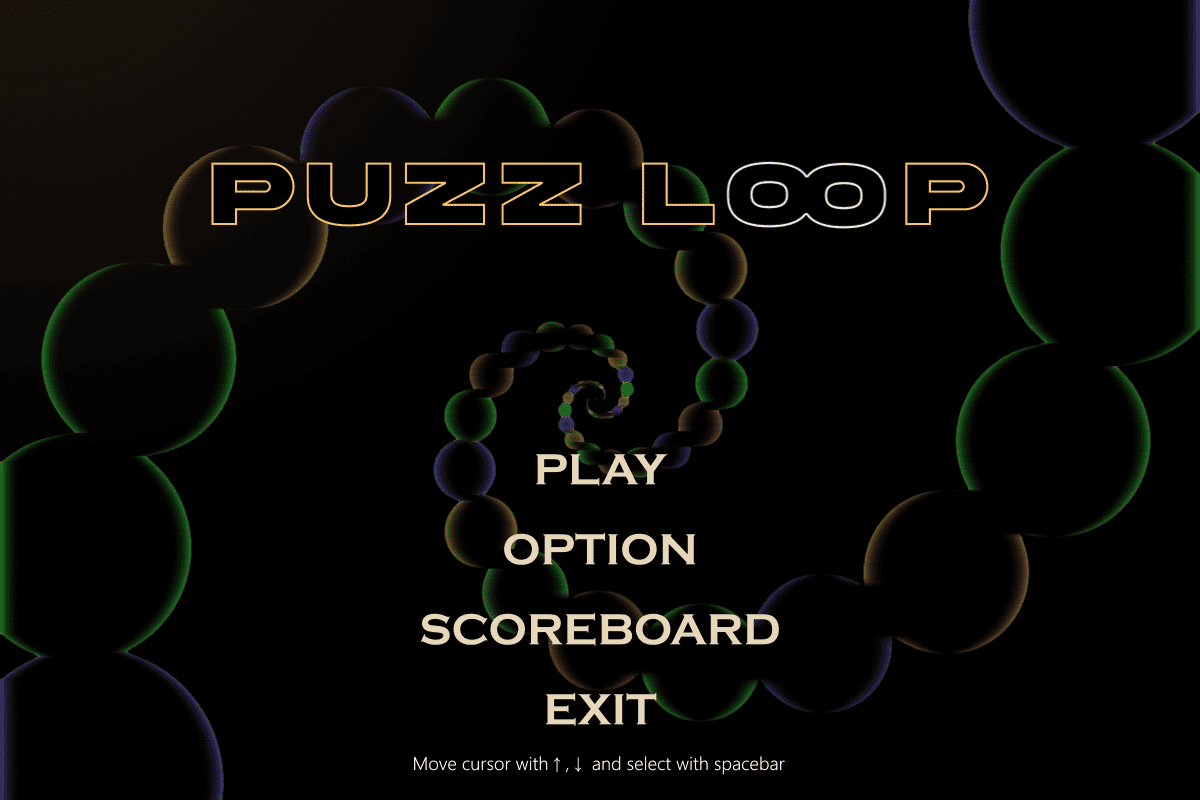 PUZZ LOOP
PLAY
OPTION
SCOREBOARD
EXIT
Move cursor with ↑ , ↓ and select with spacebar